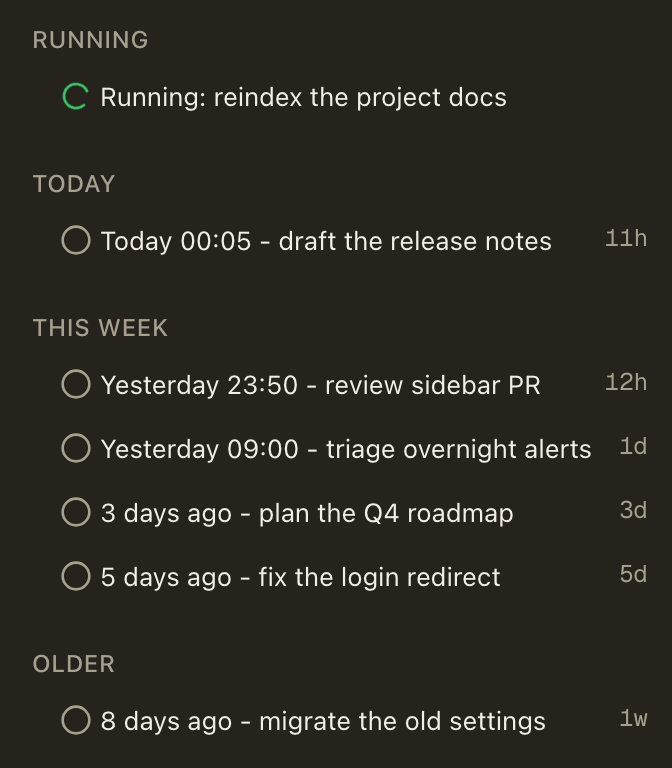 RUNNING
Running: reindex the project docs
TODAY
Today 00:05 - draft the release notes 11h
THIS WEEK
Yesterday 23:50 - review sidebar PR 12h
Yesterday 09:00 - triage overnight alerts 1d
3 days ago - plan the Q4 roadmap 3d
5 days ago - fix the login redirect 5d
OLDER
8 days ago - migrate the old settings 1w